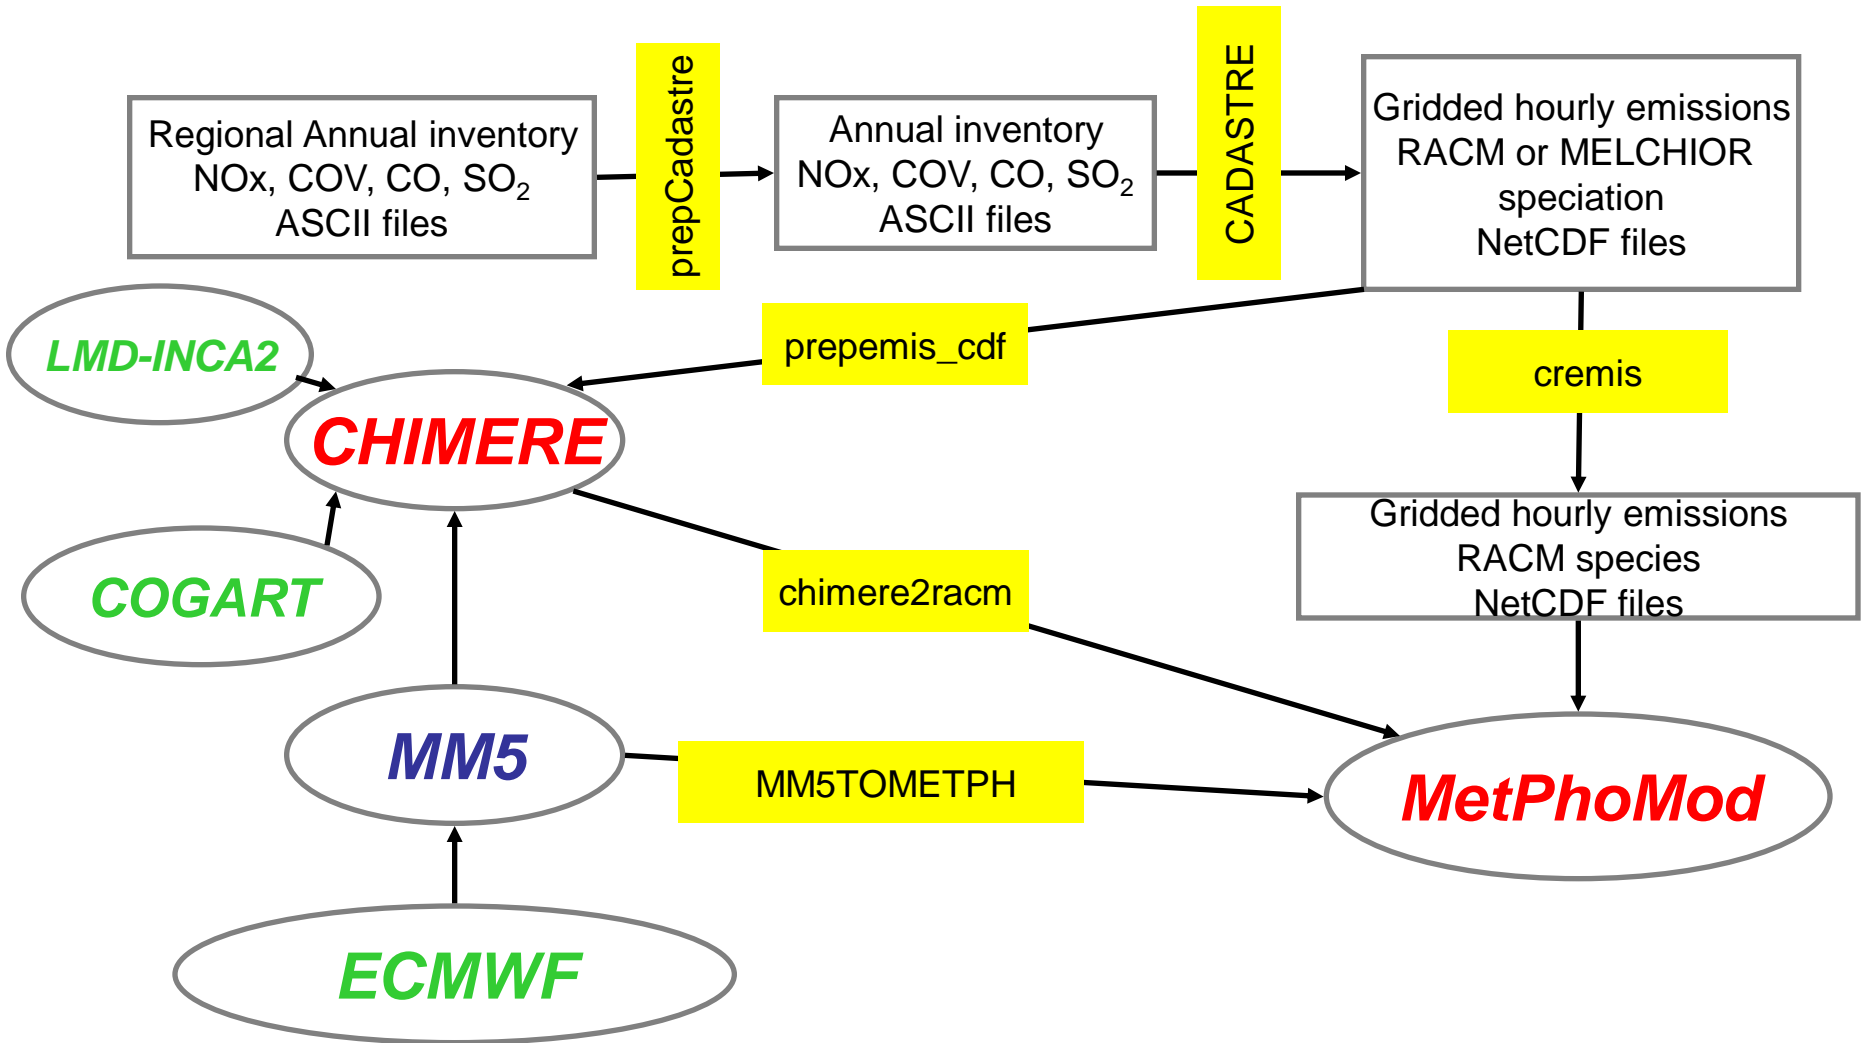 Regional Annual inventory
NOx, COV, CO, SO₂
ASCII files
prepCadastre
Annual inventory
NOx, COV, CO, SO₂
ASCII files
CADASTRE
Gridded hourly emissions
RACM or MELCHIOR
speciation
NetCDF files
LMD-INCA2
prepemis_cdf
cremis
CHIMERE
COGART
chimere2racm
Gridded hourly emissions
RACM species
NetCDF files
MM5
MM5TOMETPH
MetPhoMod
ECMWF